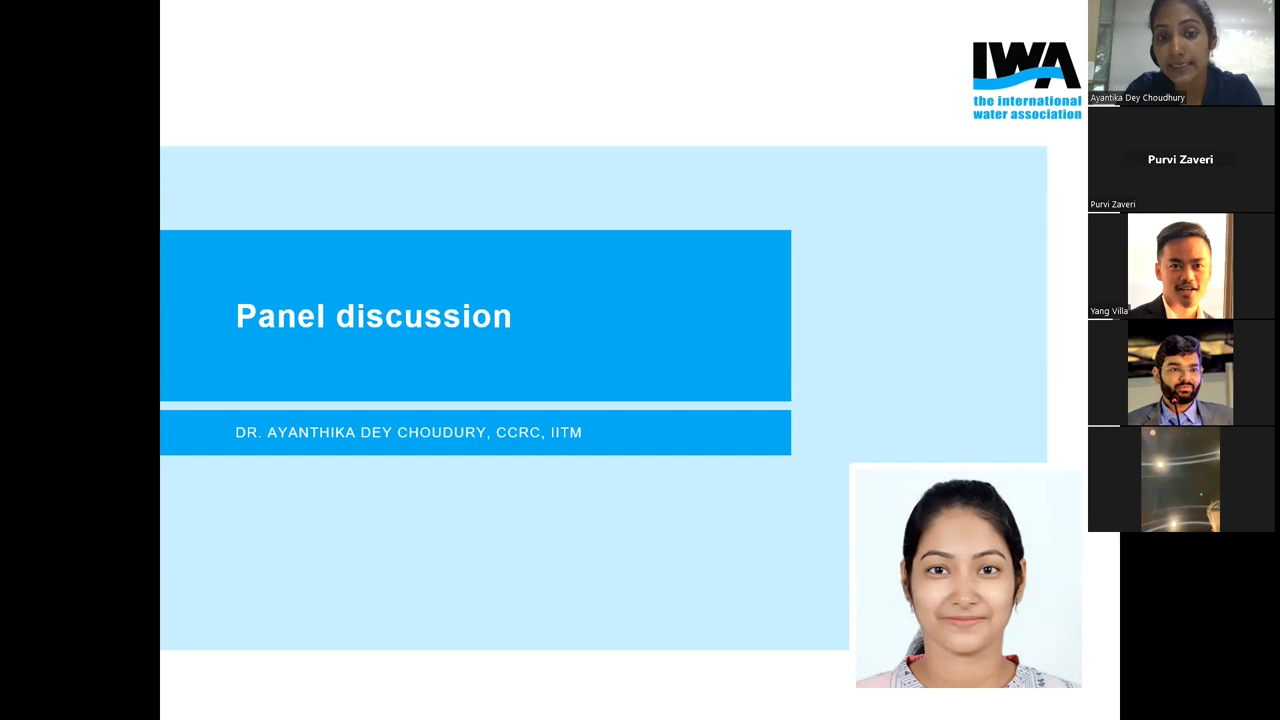 IWA
the international
water association
Panel discussion
DR. AYANTHIKA DEY CHOUDURY, CCRC, IITM
Ayantika Dey Choudhury
Purvi Zaveri
Purvi Zaveri
Yang Villa